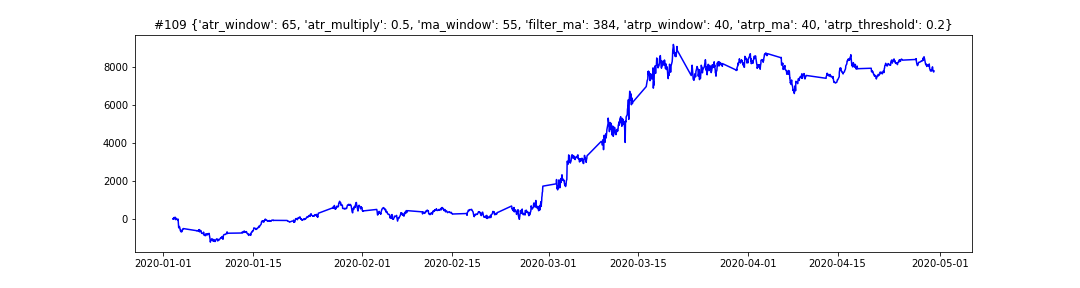 #109 {'atr_window': 65, 'atr_multiply': 0.5, 'ma_window': 55, 'filter_ma': 384, 'atrp_window': 40, 'atrp_ma': 40, 'atrp_threshold': 0.2}
8000
6000
4000
2000
0
2020-01-01 2020-01-15 2020-02-01 2020-02-15 2020-03-01 2020-03-15 2020-04-01 2020-04-15 2020-05-01